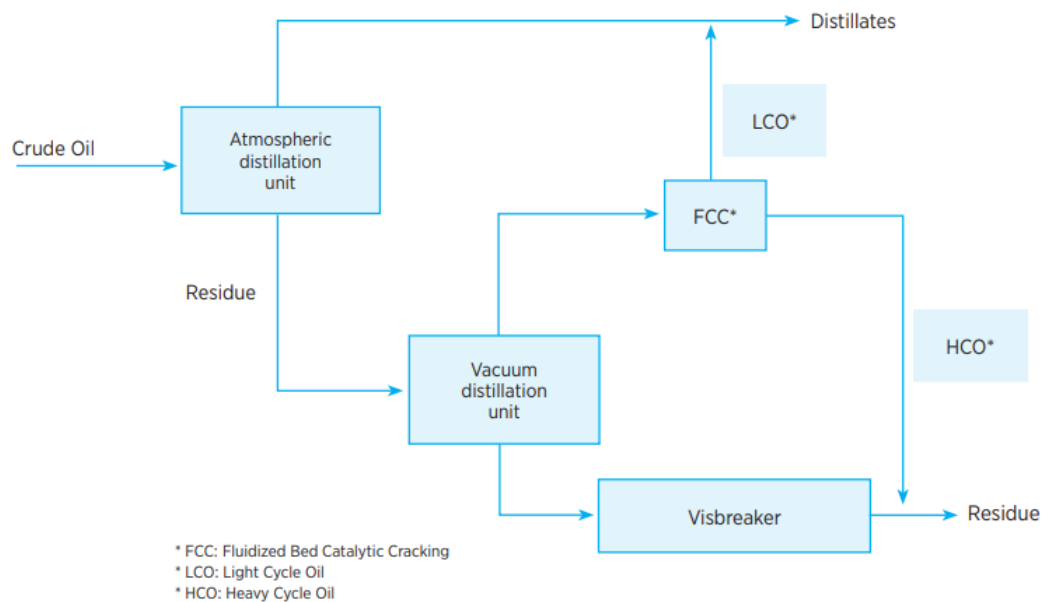 Distillates
LCO*
Crude Oil
Atmospheric
distillation
unit
FCC*
Residue
HCO*
Vacuum
distillation
unit
Visbreaker
Residue
* FCC: Fluidized Bed Catalytic Cracking
* LCO: Light Cycle Oil
* HCO: Heavy Cycle Oil